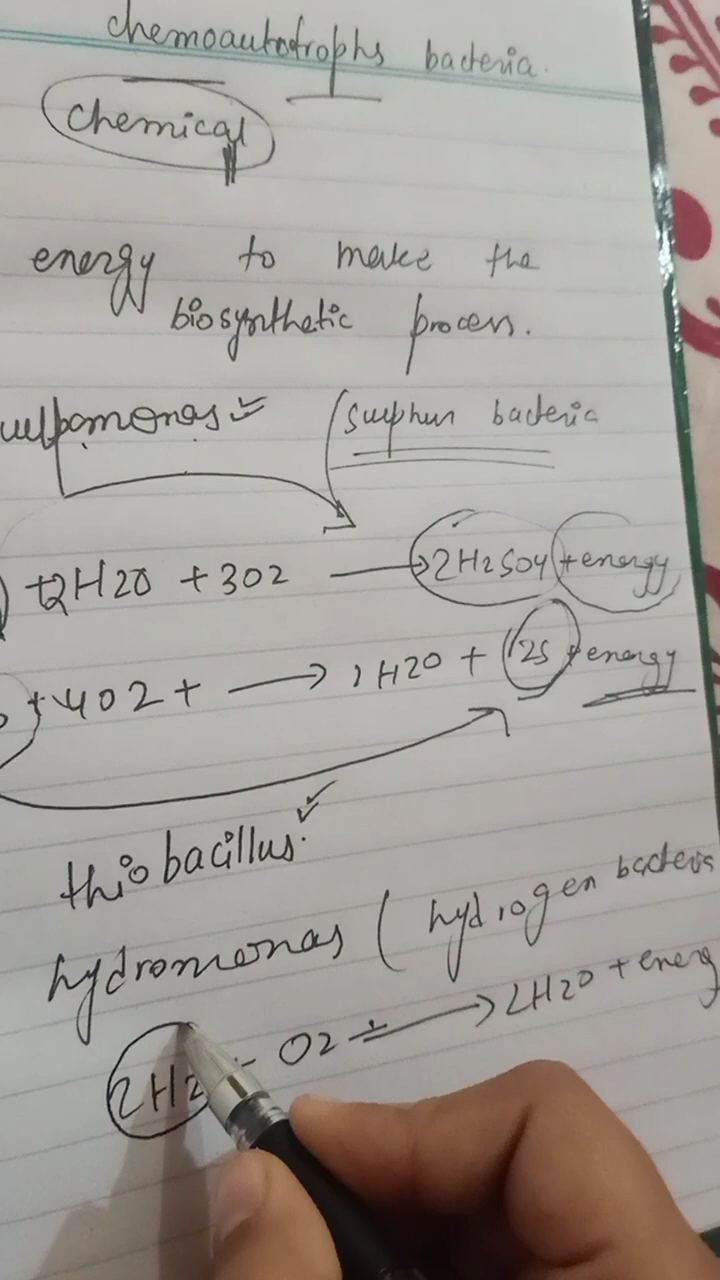 chemoautotrophs bacteria.
chemical
energy to make the
biosynthetic process.
sulphur bacteria
+2H2O + 3O2 → 2H2SO4 + energy
+ 4O2 + → 2H2O + 2S + energy
thiobacillus.
hydromonas ( hydrogen bacteria
2H2 - O2 → 2H2O + energ